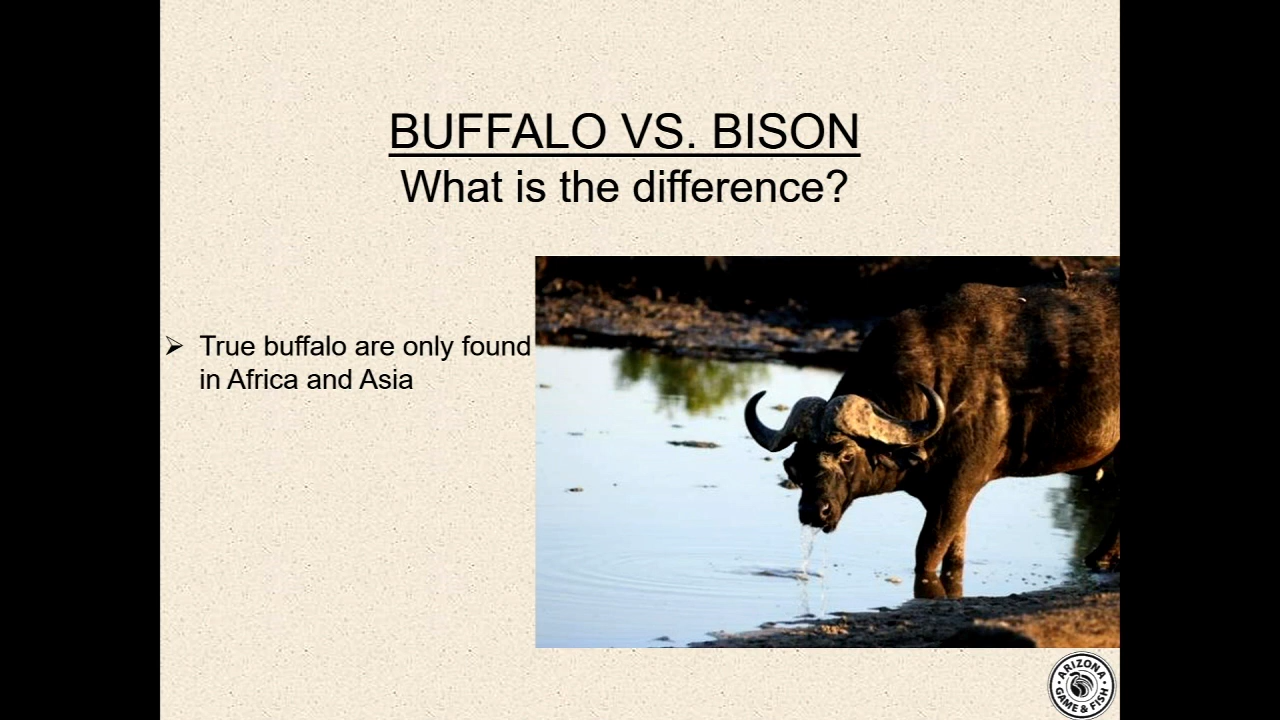 BUFFALO VS. BISON
What is the difference?
True buffalo are only found
in Africa and Asia
ARIZONA
GAME & FISH